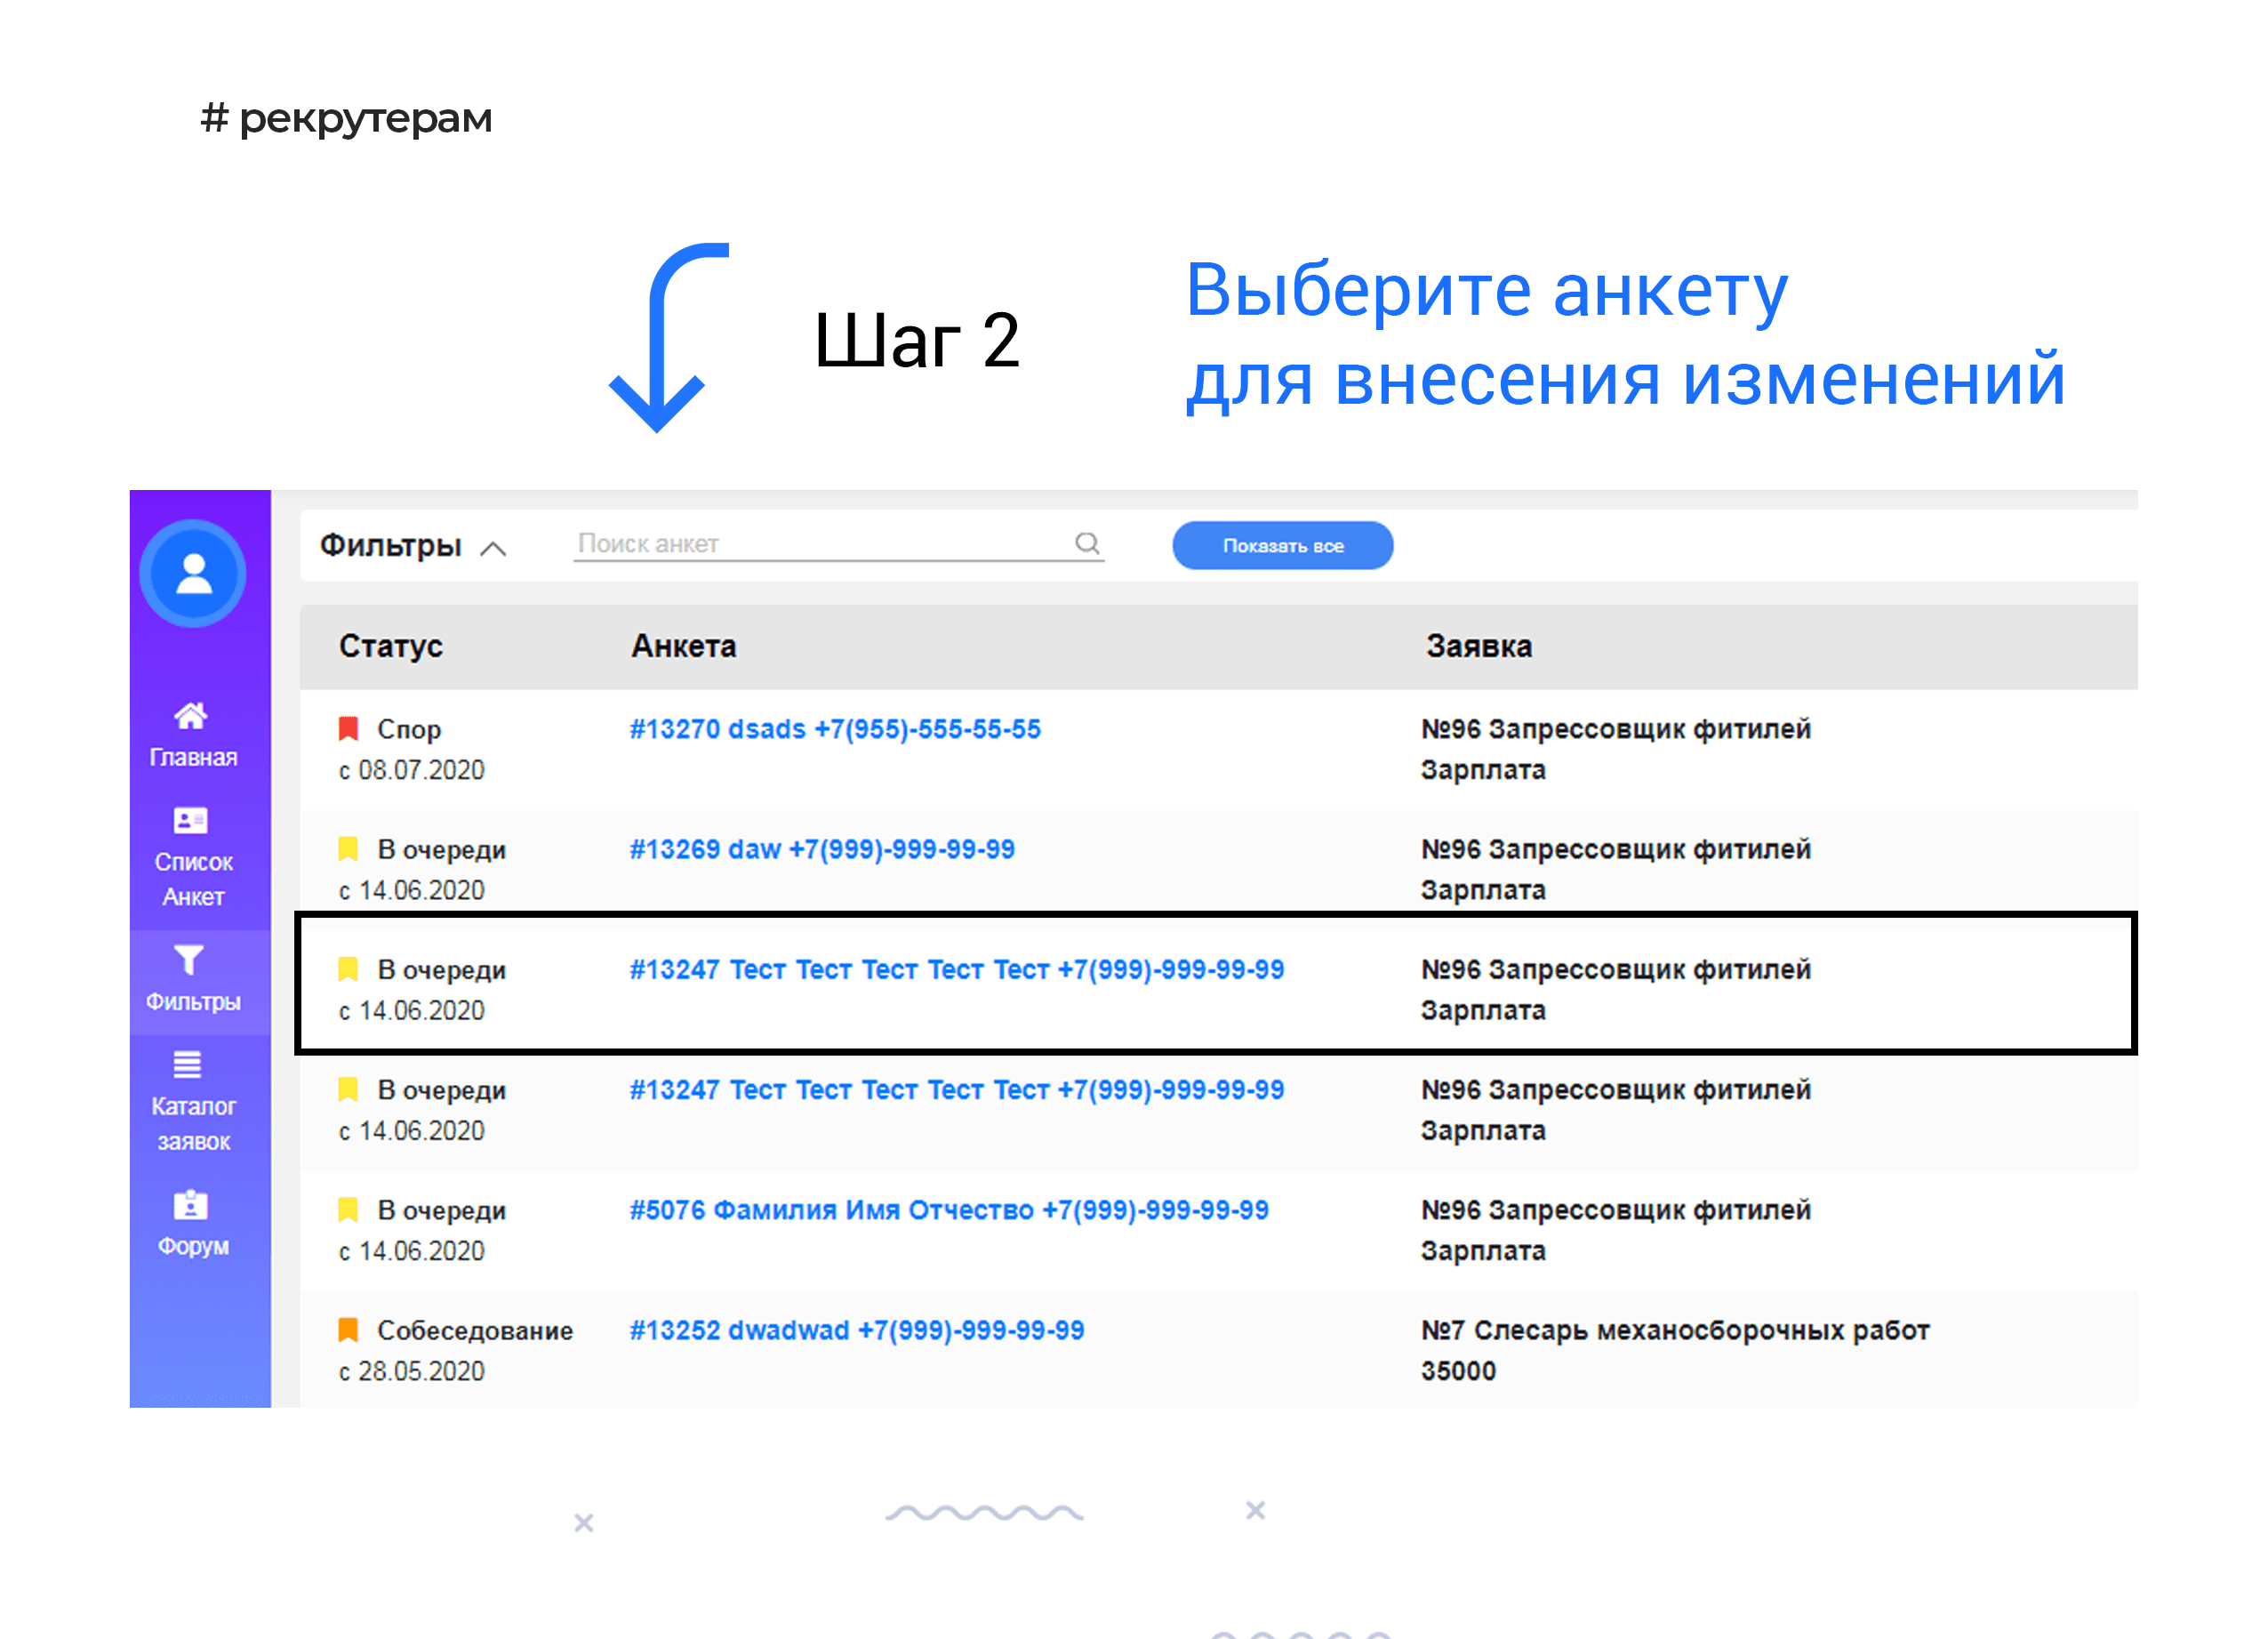 # рекрутерам
Шаг 2
Выберите анкету
для внесения изменений
Фильтры
Поиск анкет
Показать все
Главная
Список
Анкет
Фильтры
Каталог
заявок
Форум
Статус Анкета Заявка
Спор #13270 dsads +7(955)-555-55-55 №96 Запрессовщик фитилей
с 08.07.2020 Зарплата
В очереди #13269 daw +7(999)-999-99-99 №96 Запрессовщик фитилей
с 14.06.2020 Зарплата
В очереди #13247 Тест Тест Тест Тест Тест +7(999)-999-99-99 №96 Запрессовщик фитилей
с 14.06.2020 Зарплата
В очереди #13247 Тест Тест Тест Тест Тест +7(999)-999-99-99 №96 Запрессовщик фитилей
с 14.06.2020 Зарплата
В очереди #5076 Фамилия Имя Отчество +7(999)-999-99-99 №96 Запрессовщик фитилей
с 14.06.2020 Зарплата
Собеседование #13252 dwadwad +7(999)-999-99-99 №7 Слесарь механосборочных работ
с 28.05.2020 35000